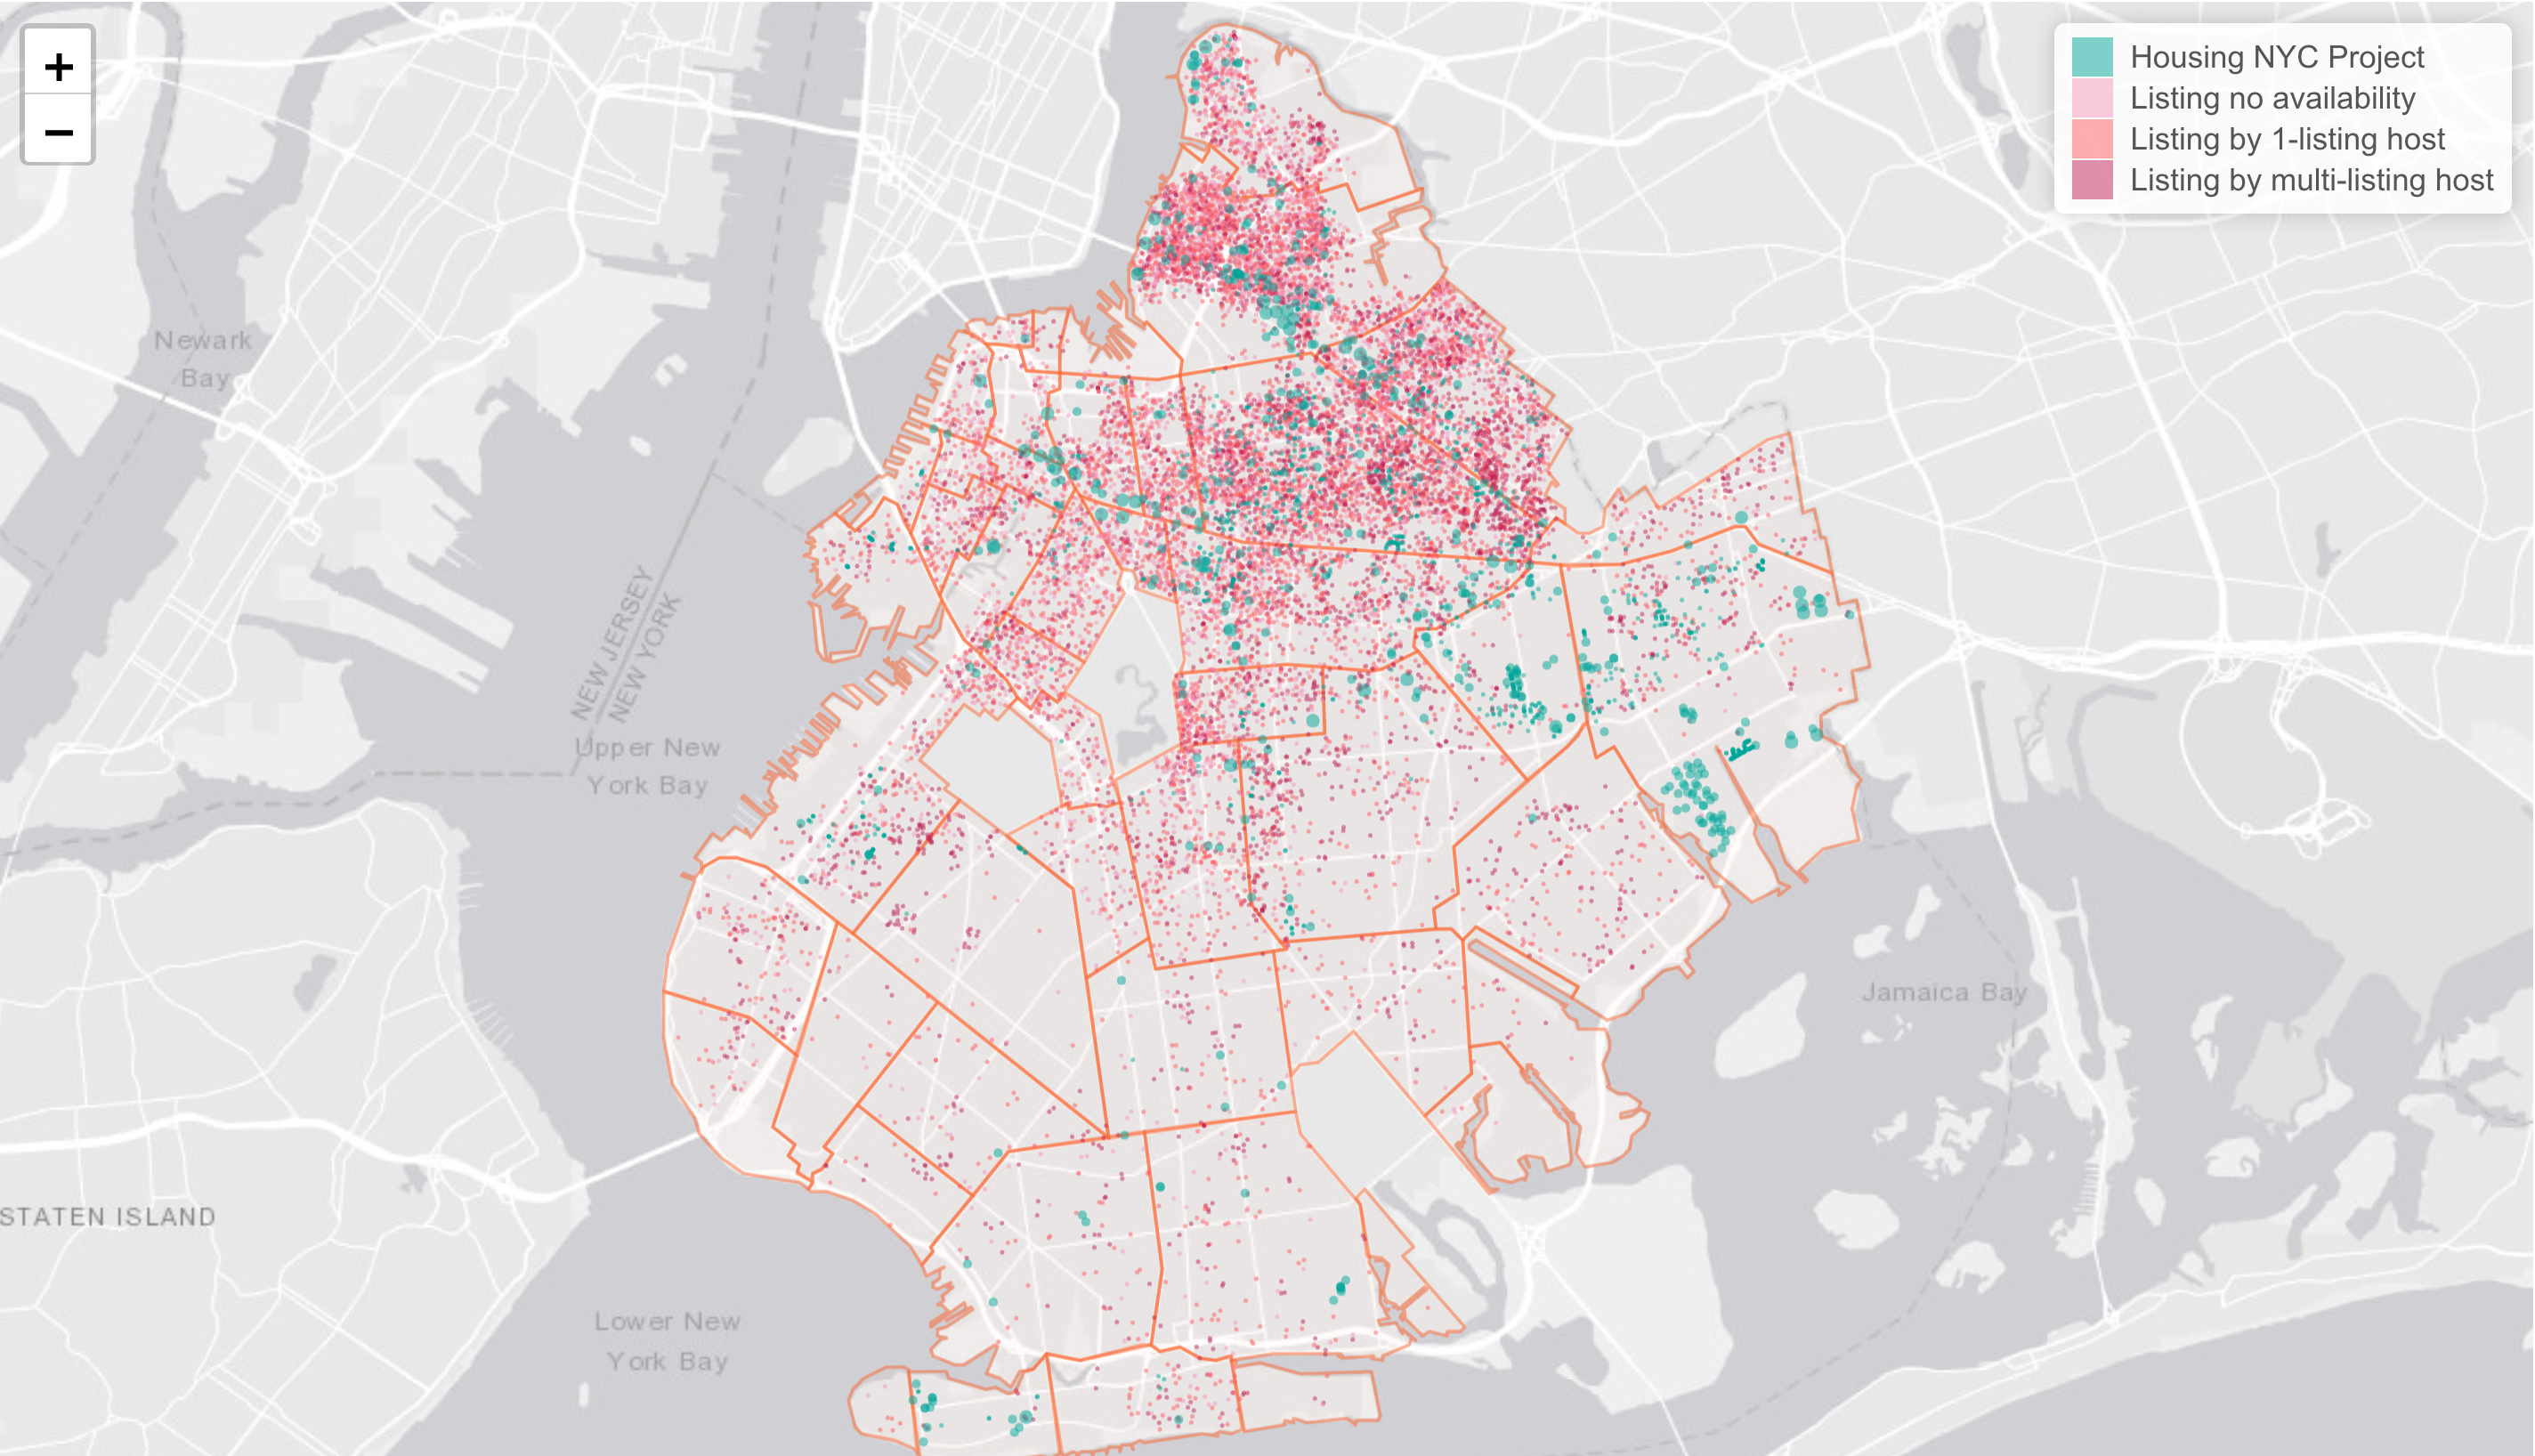 +
−
Housing NYC Project
Listing no availability
Listing by 1-listing host
Listing by multi-listing host
Newark
Bay
NEW JERSEY
NEW YORK
Upper New
York Bay
Jamaica Bay
STATEN ISLAND
Lower New
York Bay